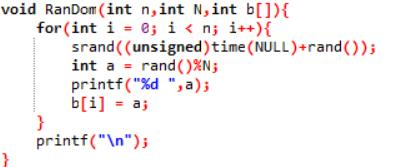 void RanDom(int n,int N,int b[]){
for(int i = 0; i < n; i++){
srand((unsigned)time(NULL)+rand());
int a = rand()%N;
printf("%d ",a);
b[i] = a;
}
printf("\n");
}